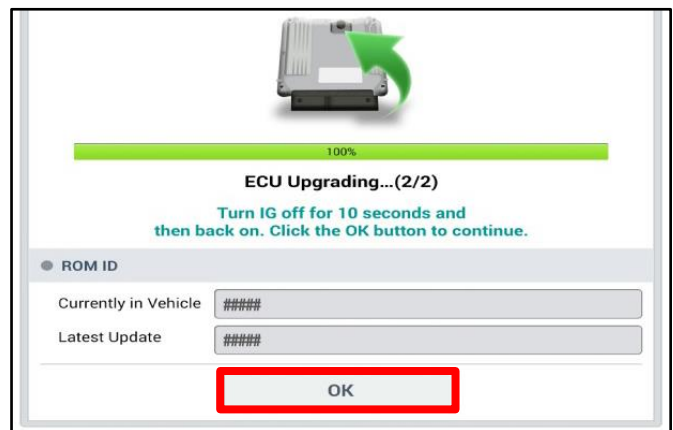 100%
ECU Upgrading...(2/2)
Turn IG off for 10 seconds and
then back on. Click the OK button to continue.
ROM ID
Currently in Vehicle #####
Latest Update #####
OK